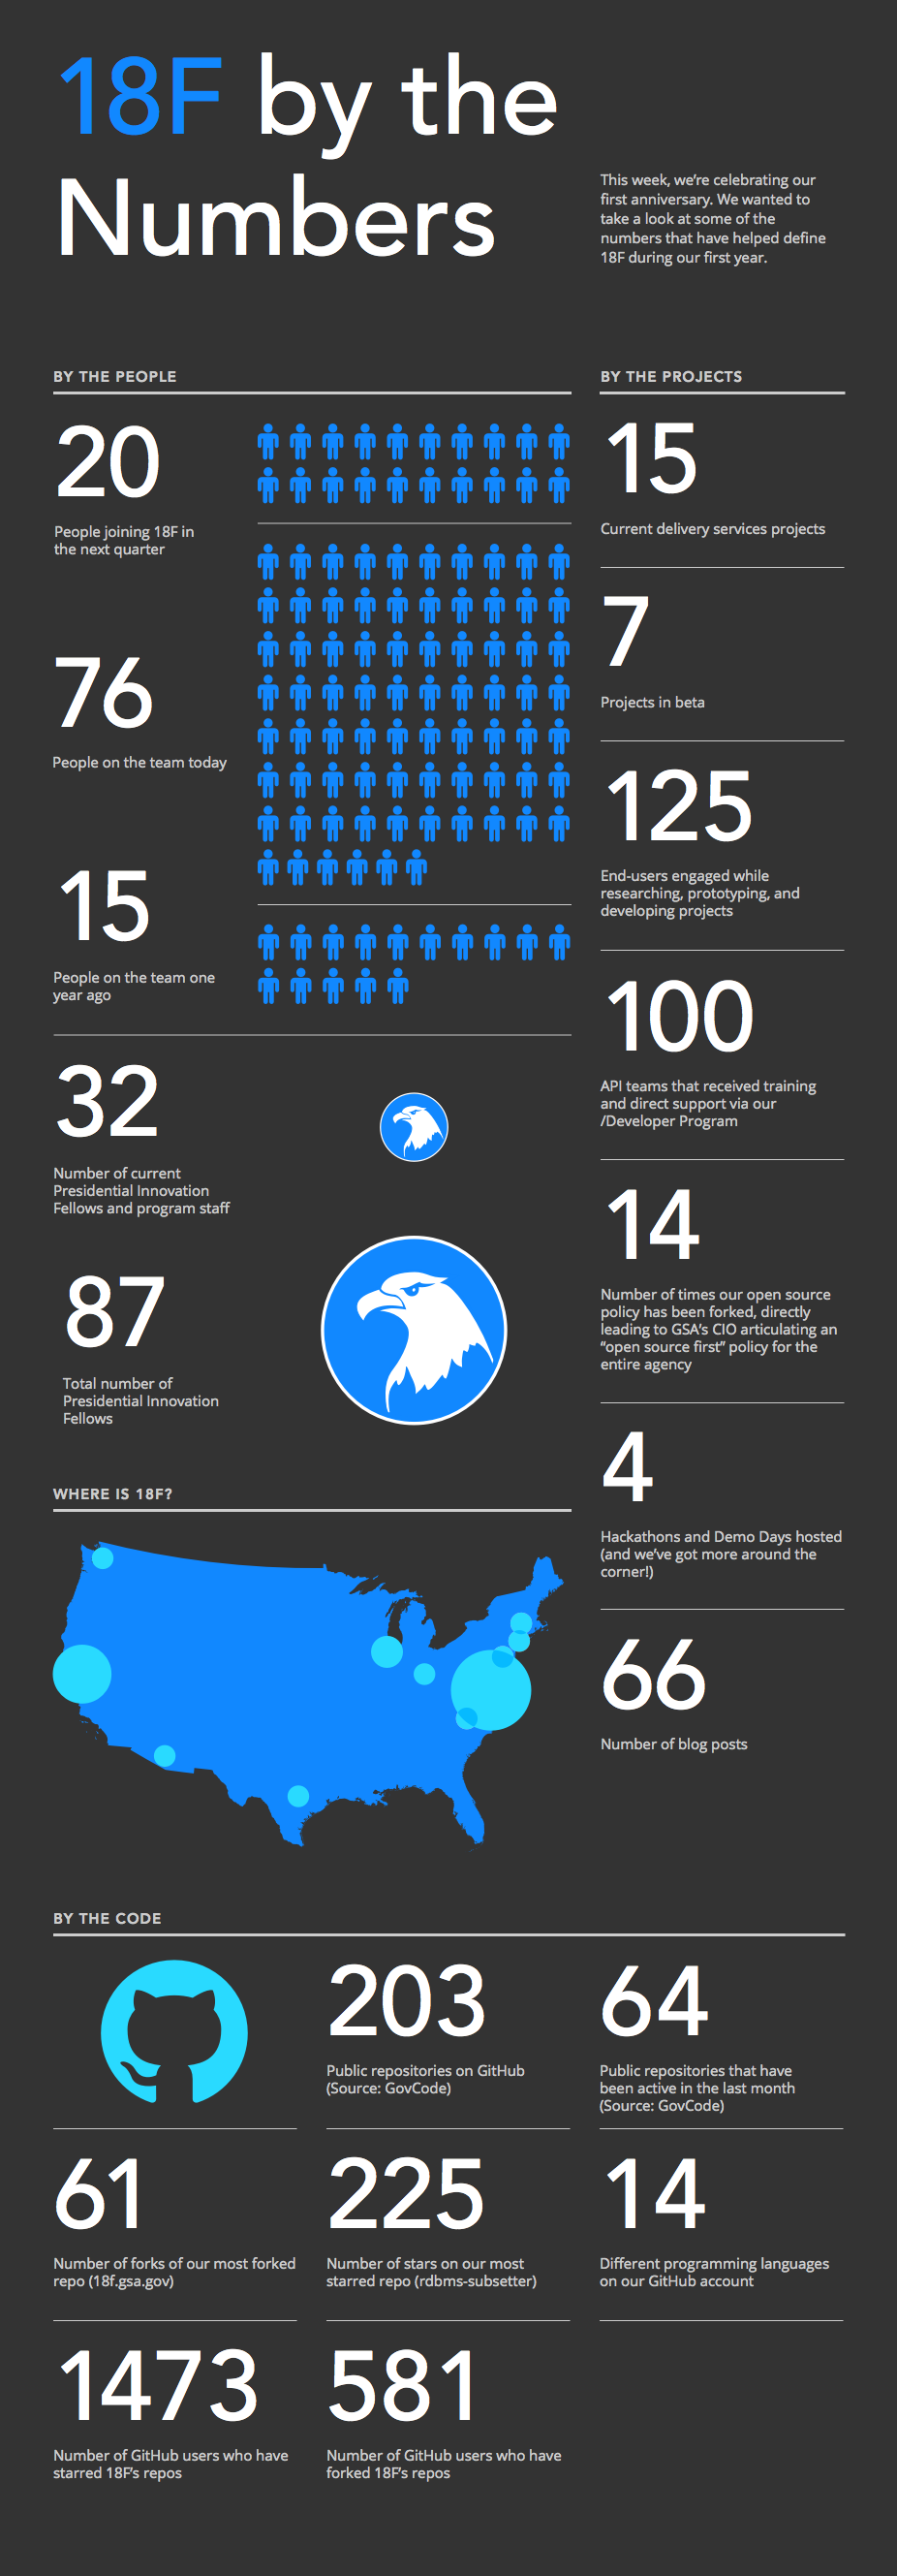 18F by the
Numbers
This week, we’re celebrating our
first anniversary. We wanted to
take a look at some of the
numbers that have helped define
18F during our first year.
BY THE PEOPLE
20
People joining 18F in
the next quarter
76
People on the team today
15
People on the team one
year ago
32
Number of current
Presidential Innovation
Fellows and program staff
87
Total number of
Presidential Innovation
Fellows
WHERE IS 18F?
BY THE PROJECTS
15
Current delivery services projects
7
Projects in beta
125
End-users engaged while
researching, prototyping, and
developing projects
100
API teams that received training
and direct support via our
/Developer Program
14
Number of times our open source
policy has been forked, directly
leading to GSA’s CIO articulating an
“open source first” policy for the
entire agency
4
Hackathons and Demo Days hosted
(and we’ve got more around the
corner!)
66
Number of blog posts
BY THE CODE
203
Public repositories on GitHub
(Source: GovCode)
64
Public repositories that have
been active in the last month
(Source: GovCode)
61
Number of forks of our most forked
repo (18f.gsa.gov)
225
Number of stars on our most
starred repo (rdbms-subsetter)
14
Different programming languages
on our GitHub account
1473
Number of GitHub users who have
starred 18F’s repos
581
Number of GitHub users who have
forked 18F’s repos